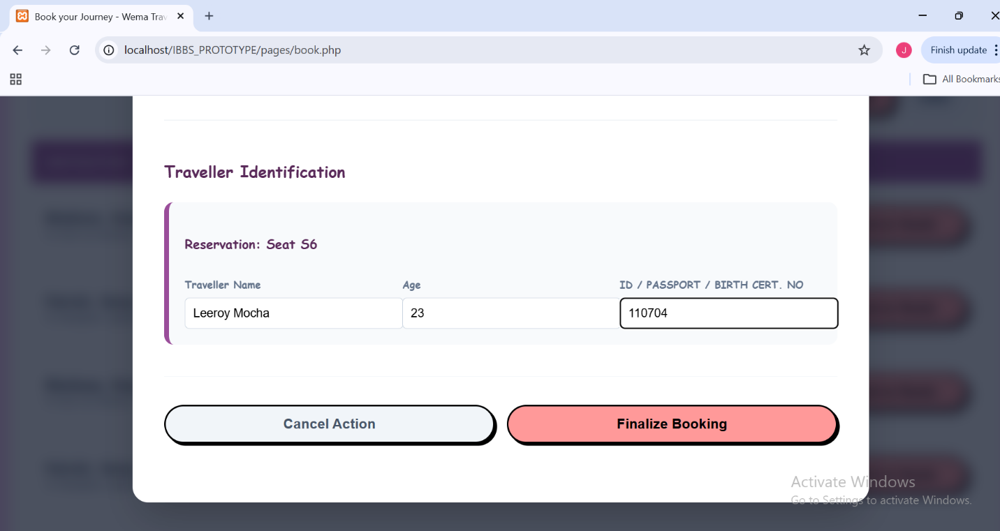 Book your Journey - Wema Trav
localhost/IBBS_PROTOTYPE/pages/book.php
J
Finish update
All Bookmarks
Traveller Identification
Reservation: Seat S6
Traveller Name Age ID / PASSPORT / BIRTH CERT. NO
Leeroy Mocha 23 110704
Cancel Action Finalize Booking
Activate Windows
Go to Settings to activate Windows.